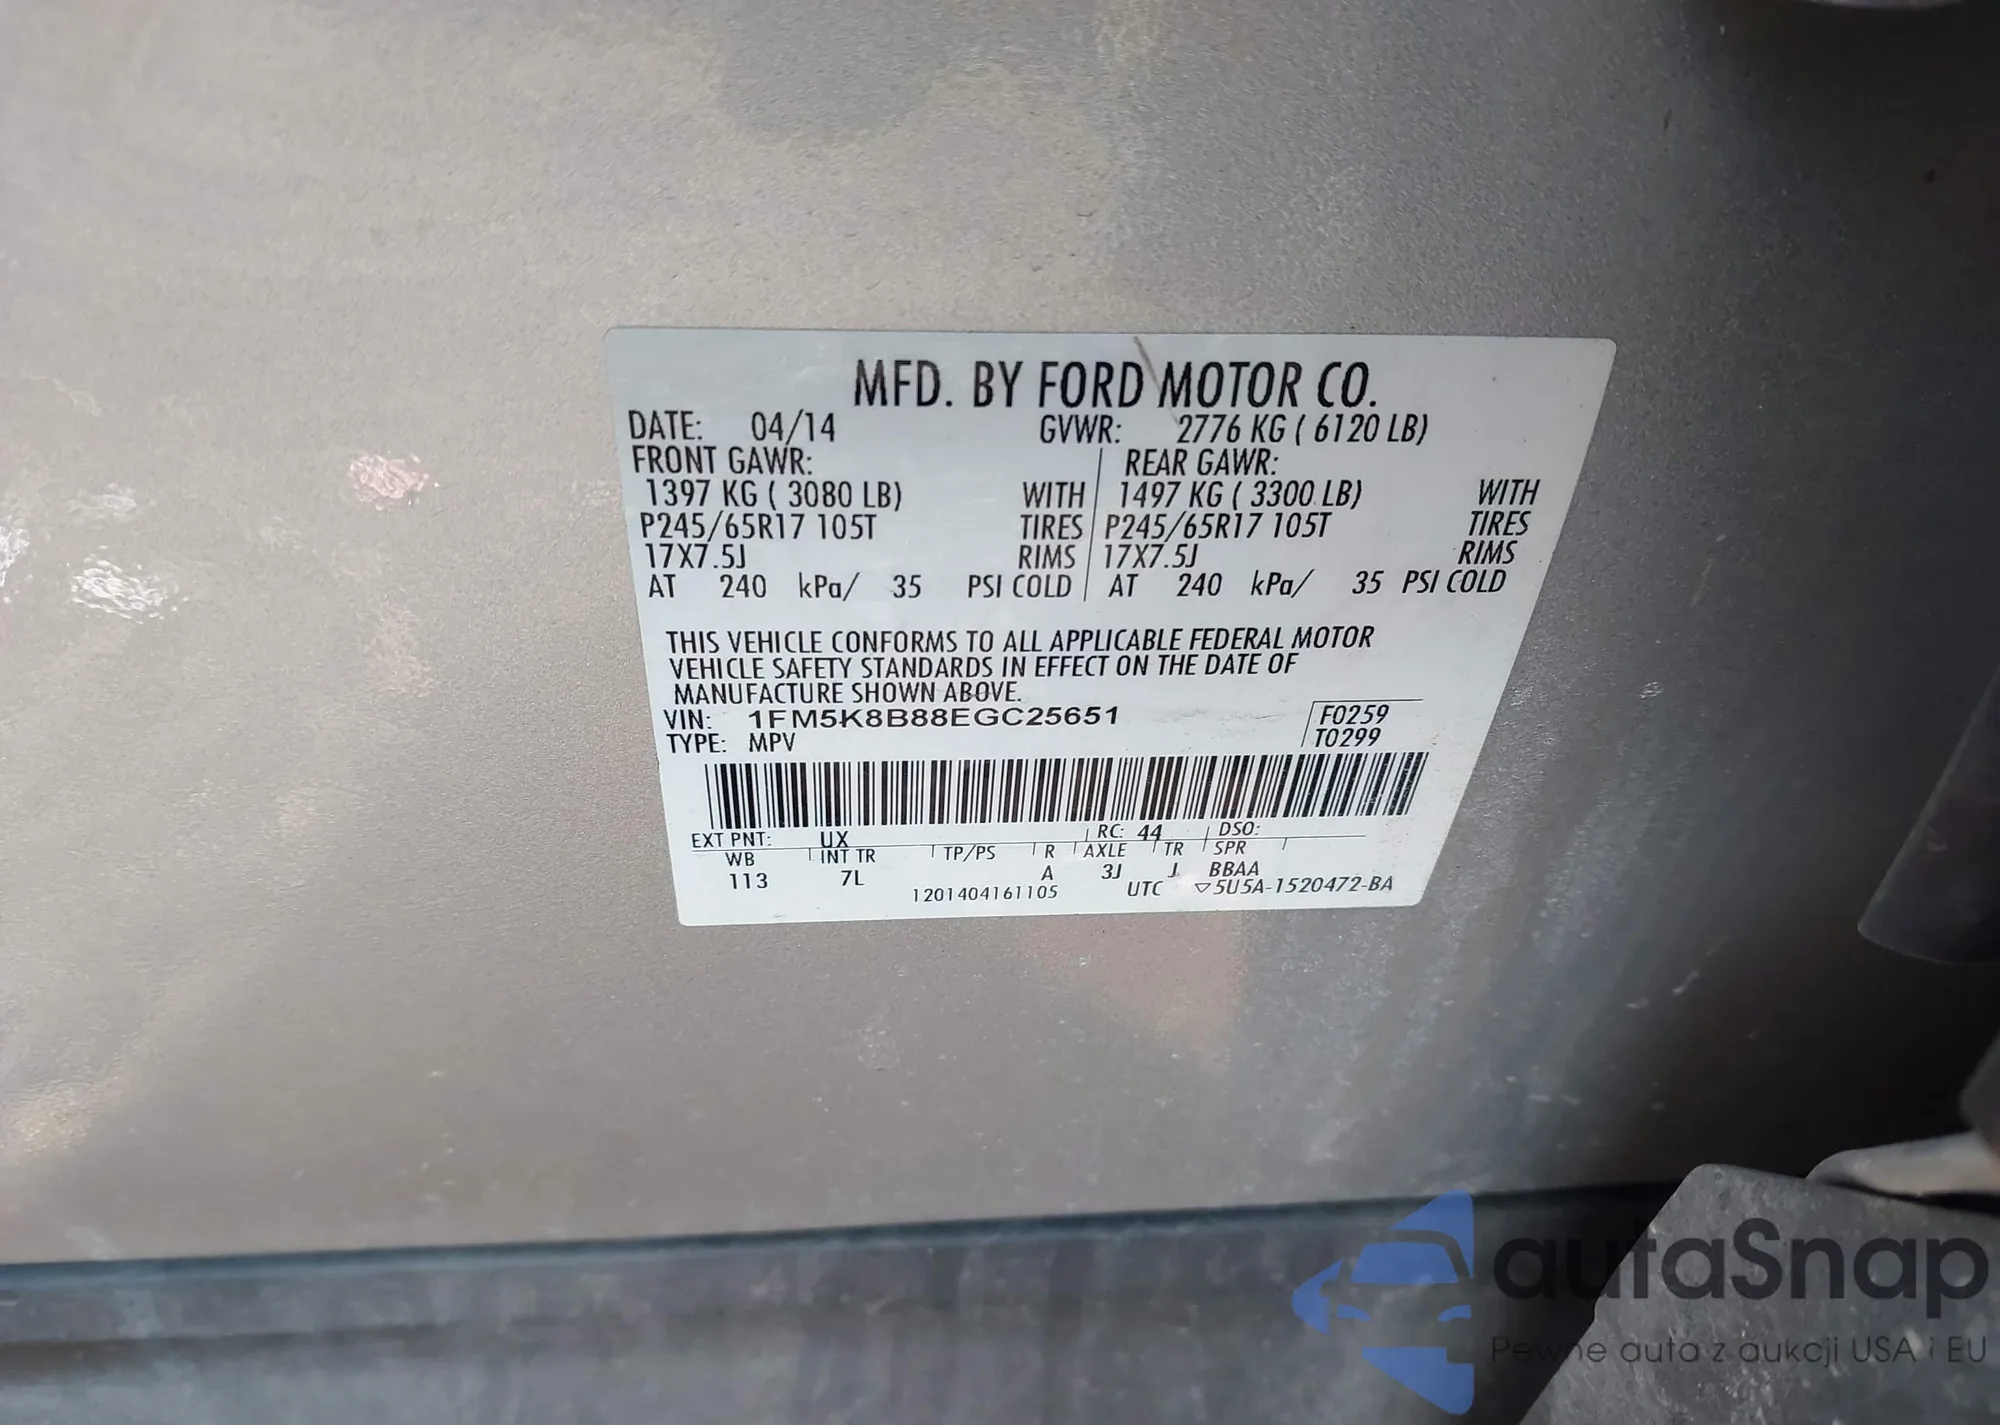 MFD. BY FORD MOTOR CO.
DATE: 04/14 GVWR: 2776 KG ( 6120 LB)
FRONT GAWR: REAR GAWR:
1397 KG ( 3080 LB) WITH 1497 KG ( 3300 LB) WITH
P245/65R17 105T TIRES P245/65R17 105T TIRES
17X7.5J RIMS 17X7.5J RIMS
AT 240 kPa/ 35 PSI COLD AT 240 kPa/ 35 PSI COLD
THIS VEHICLE CONFORMS TO ALL APPLICABLE FEDERAL MOTOR
VEHICLE SAFETY STANDARDS IN EFFECT ON THE DATE OF
MANUFACTURE SHOWN ABOVE.
VIN: 1FM5K8B88EGC25651 F0259
TYPE: MPV T0299
EXT PNT: UX RC: 44 DSO:
WB INT TR TP/PS R AXLE TR SPR
113 7L A 3J J BBAA
1201404161105 UTC ▽5U5A-1520472-BA
autaSnap
Pewne auta z aukcji USA i EU